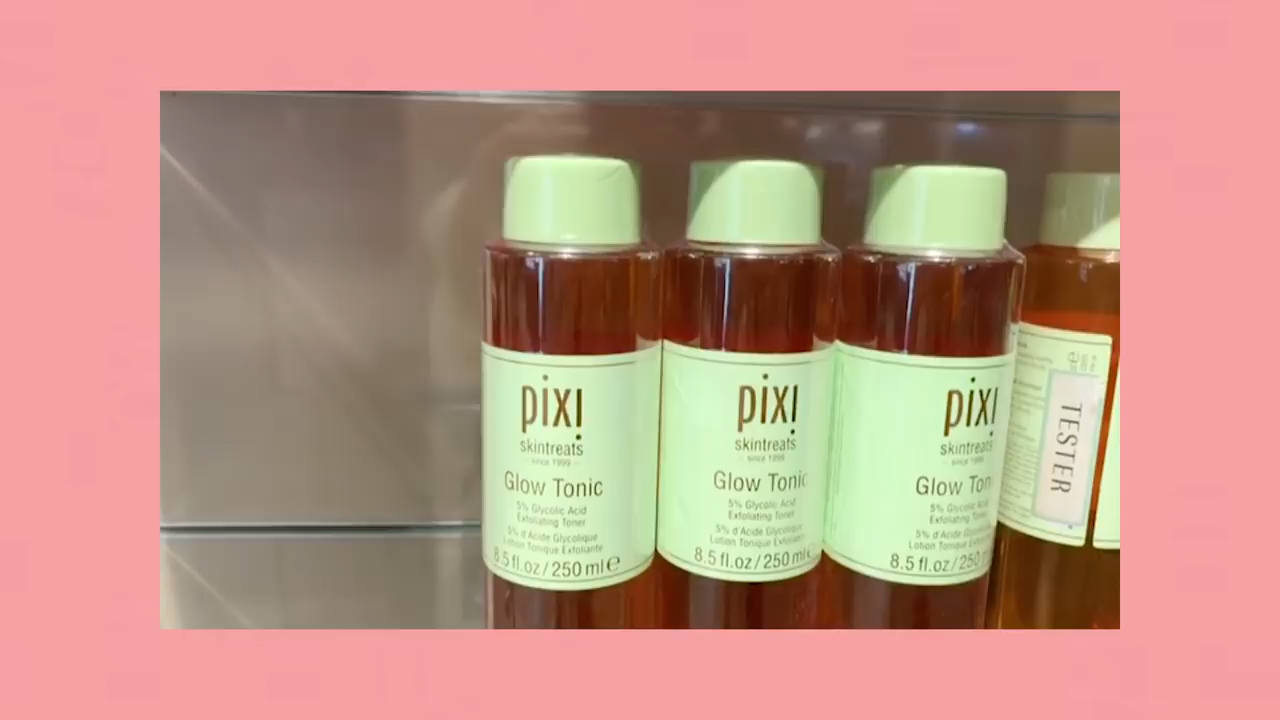 pixi
skintreats
since 1999
Glow Tonic
5% Glycolic Acid
Exfoliating Toner
5% d'Acide Glycolique
Lotion Tonique Exfoliante
8.5 fl.oz/250 ml e
pixi
skintreats
since 1999
Glow Tonic
5% Glycolic Acid
Exfoliating Toner
5% d'Acide Glycolique
Lotion Tonique Exfoliante
8.5 fl.oz/250 ml
pixi
skintreats
since 1999
Glow Ton
5% Glycolic Acid
Exfoliating Toner
5% d'Acide Glycolique
Lotion Tonique Exfoliante
8.5 fl.oz/250
TESTER